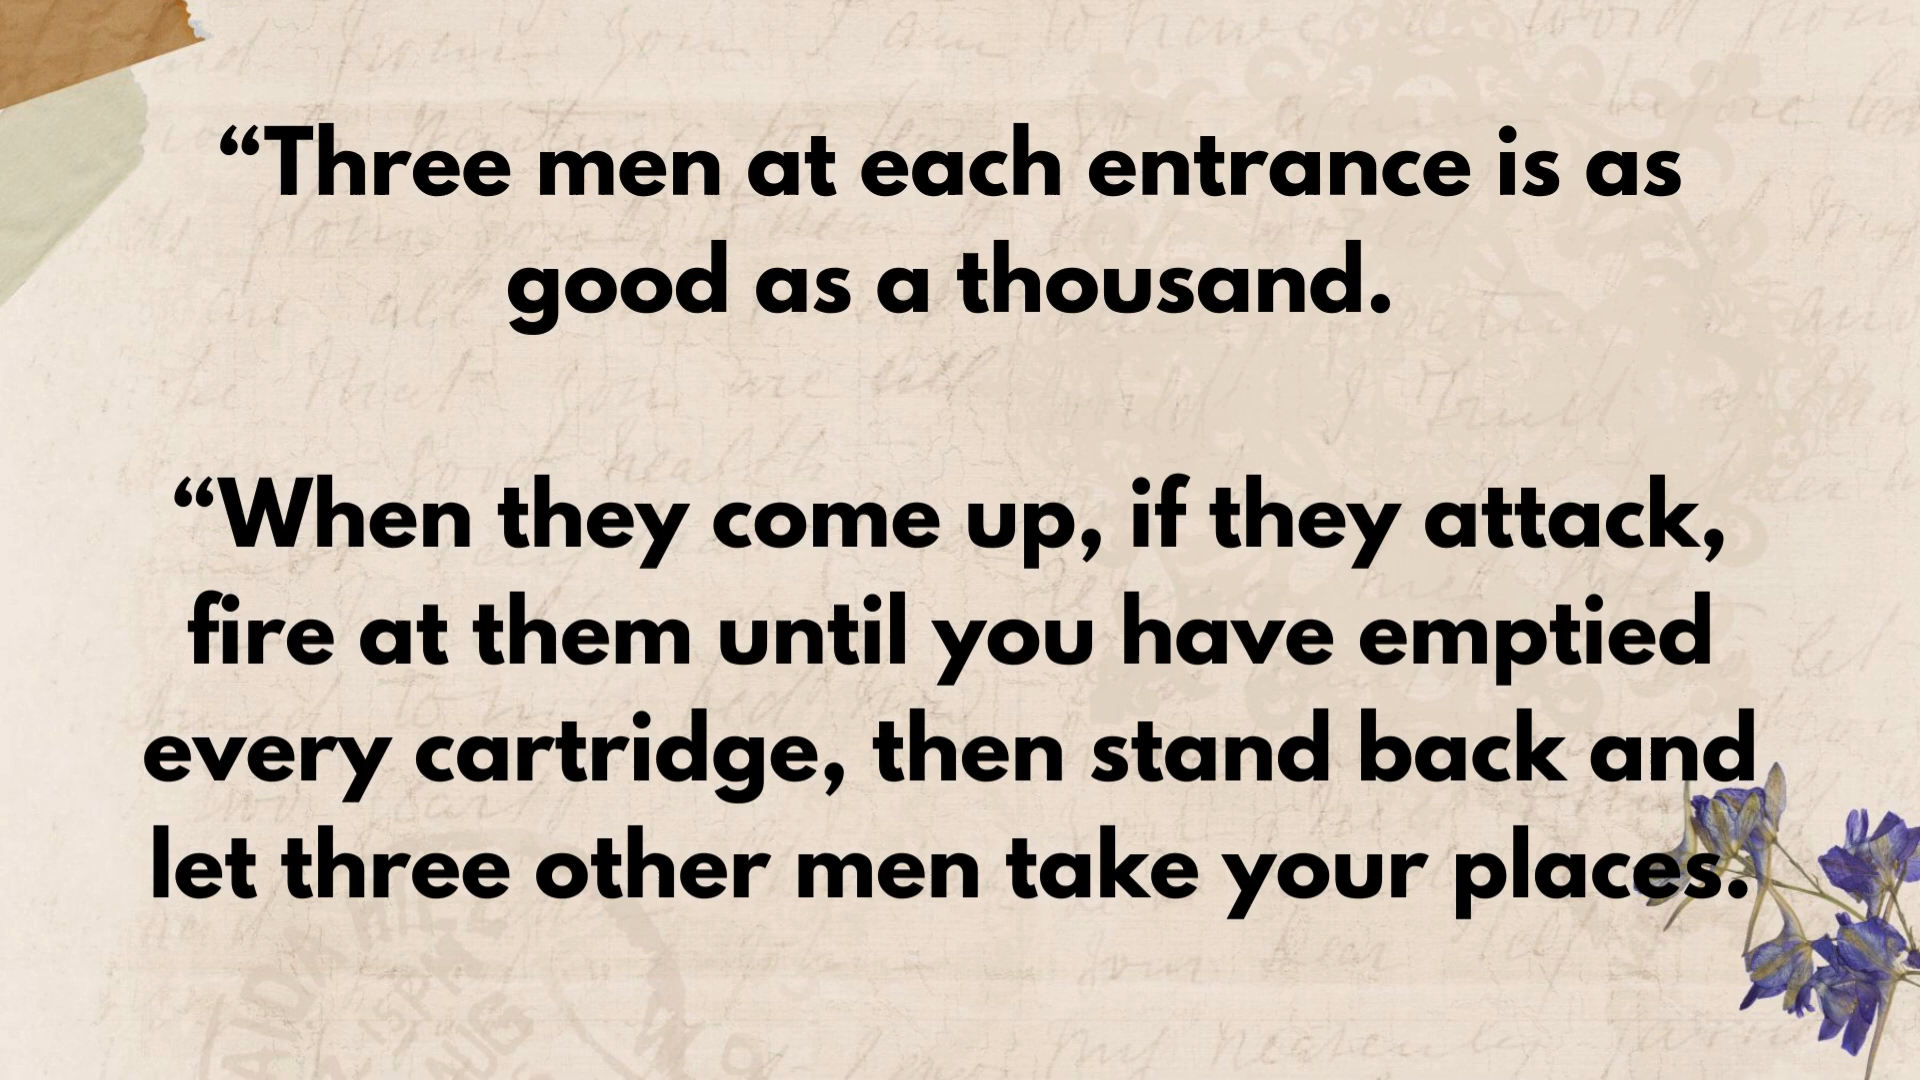 “Three men at each entrance is as
good as a thousand.
“When they come up, if they attack,
fire at them until you have emptied
every cartridge, then stand back and
let three other men take your places.